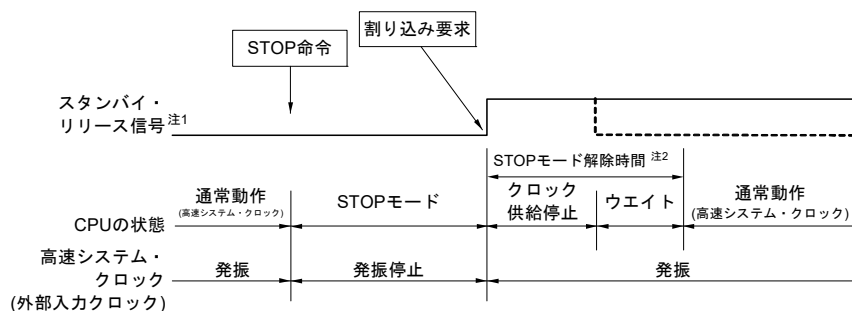 割り込み要求
STOP命令
スタンバイ・
リリース信号注1
STOPモード解除時間 注2
CPUの状態
通常動作
(高速システム・クロック)
STOPモード
クロック
供給停止
ウエイト
通常動作
(高速システム・クロック)
高速システム・
クロック
(外部入力クロック)
発振
発振停止
発振